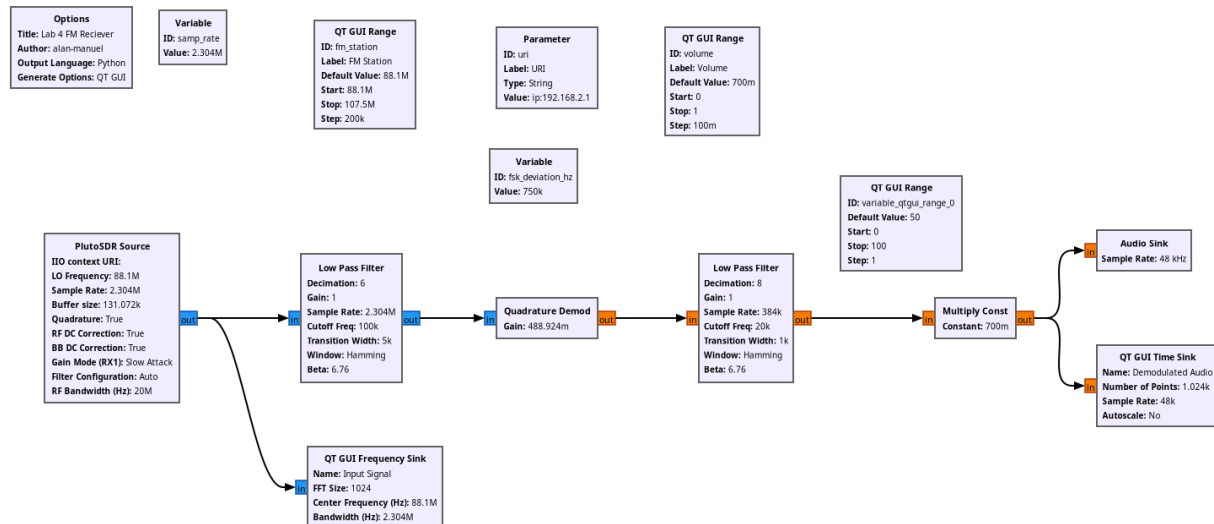 Options
Title: Lab 4 FM Reciever
Author: alan-manuel
Output Language: Python
Generate Options: QT GUI
Variable
ID: samp_rate
Value: 2.304M
QT GUI Range
ID: fm_station
Label: FM Station
Default Value: 88.1M
Start: 88.1M
Stop: 107.5M
Step: 200k
Parameter
ID: uri
Label: URI
Type: String
Value: ip:192.168.2.1
QT GUI Range
ID: volume
Label: Volume
Default Value: 700m
Start: 0
Stop: 1
Step: 100m
Variable
ID: fsk_deviation_hz
Value: 750k
QT GUI Range
ID: variable_qtgui_range_0
Default Value: 50
Start: 0
Stop: 100
Step: 1
PlutoSDR Source
IIO context URI:
LO Frequency: 88.1M
Sample Rate: 2.304M
Buffer size: 131.072k
Quadrature: True
RF DC Correction: True
BB DC Correction: True
Gain Mode (RX1): Slow Attack
Filter Configuration: Auto
RF Bandwidth (Hz): 20M
out
in
Low Pass Filter
Decimation: 6
Gain: 1
Sample Rate: 2.304M
Cutoff Freq: 100k
Transition Width: 5k
Window: Hamming
Beta: 6.76
out
in
Quadrature Demod
Gain: 488.924m
out
in
Low Pass Filter
Decimation: 8
Gain: 1
Sample Rate: 384k
Cutoff Freq: 20k
Transition Width: 1k
Window: Hamming
Beta: 6.76
out
in
Multiply Const
Constant: 700m
out
in
Audio Sink
Sample Rate: 48 kHz
in
QT GUI Time Sink
Name: Demodulated Audio
Number of Points: 1.024k
Sample Rate: 48k
Autoscale: No
in
QT GUI Frequency Sink
Name: Input Signal
FFT Size: 1024
Center Frequency (Hz): 88.1M
Bandwidth (Hz): 2.304M